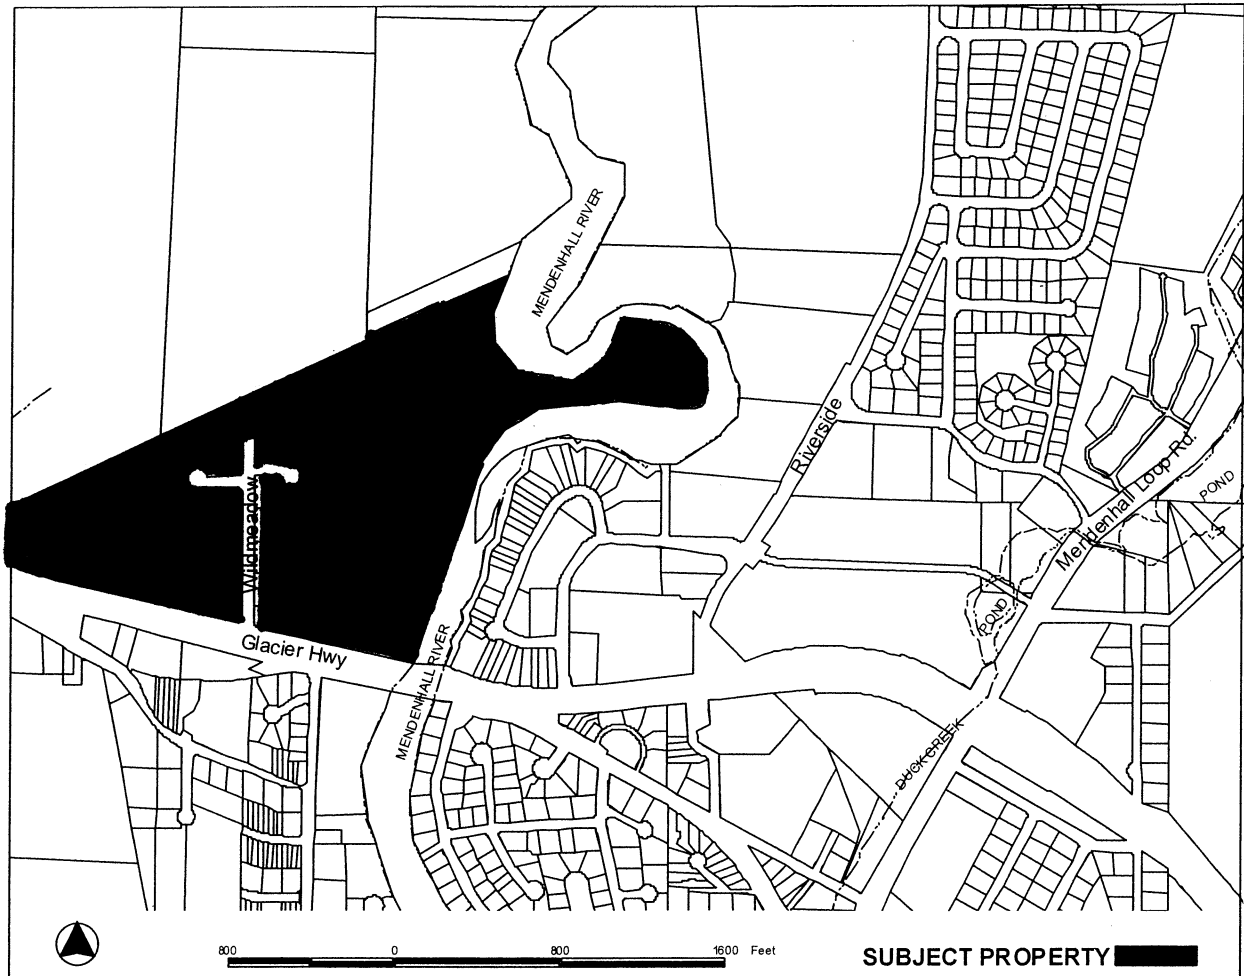 MENDENHALL RIVER
Riverside
Mendenhall Loop Rd.
POND
Wildmeadow
POND
Glacier Hwy
MENDENHALL RIVER
DUCK CREEK
800 0 800 1600 Feet
SUBJECT PROPERTY